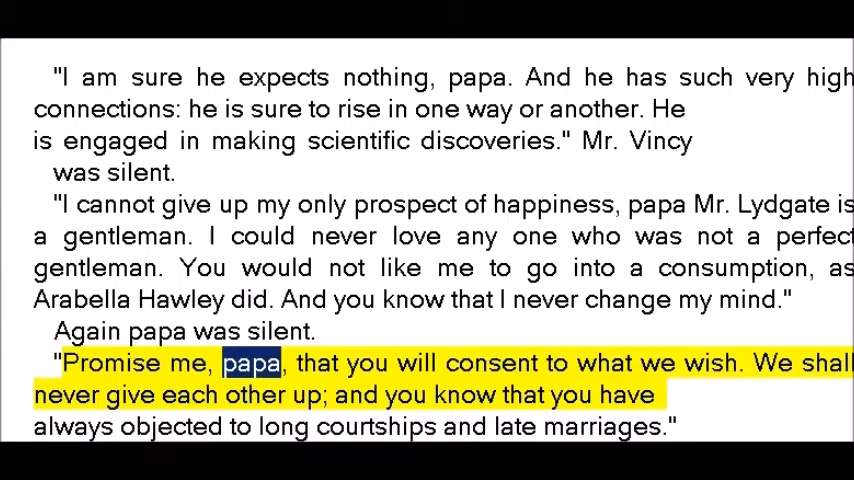 "I am sure he expects nothing, papa. And he has such very high
connections: he is sure to rise in one way or another. He
is engaged in making scientific discoveries." Mr. Vincy
was silent.
"I cannot give up my only prospect of happiness, papa Mr. Lydgate is
a gentleman. I could never love any one who was not a perfect
gentleman. You would not like me to go into a consumption, as
Arabella Hawley did. And you know that I never change my mind."
Again papa was silent.
"Promise me, papa, that you will consent to what we wish. We shall
never give each other up; and you know that you have
always objected to long courtships and late marriages."